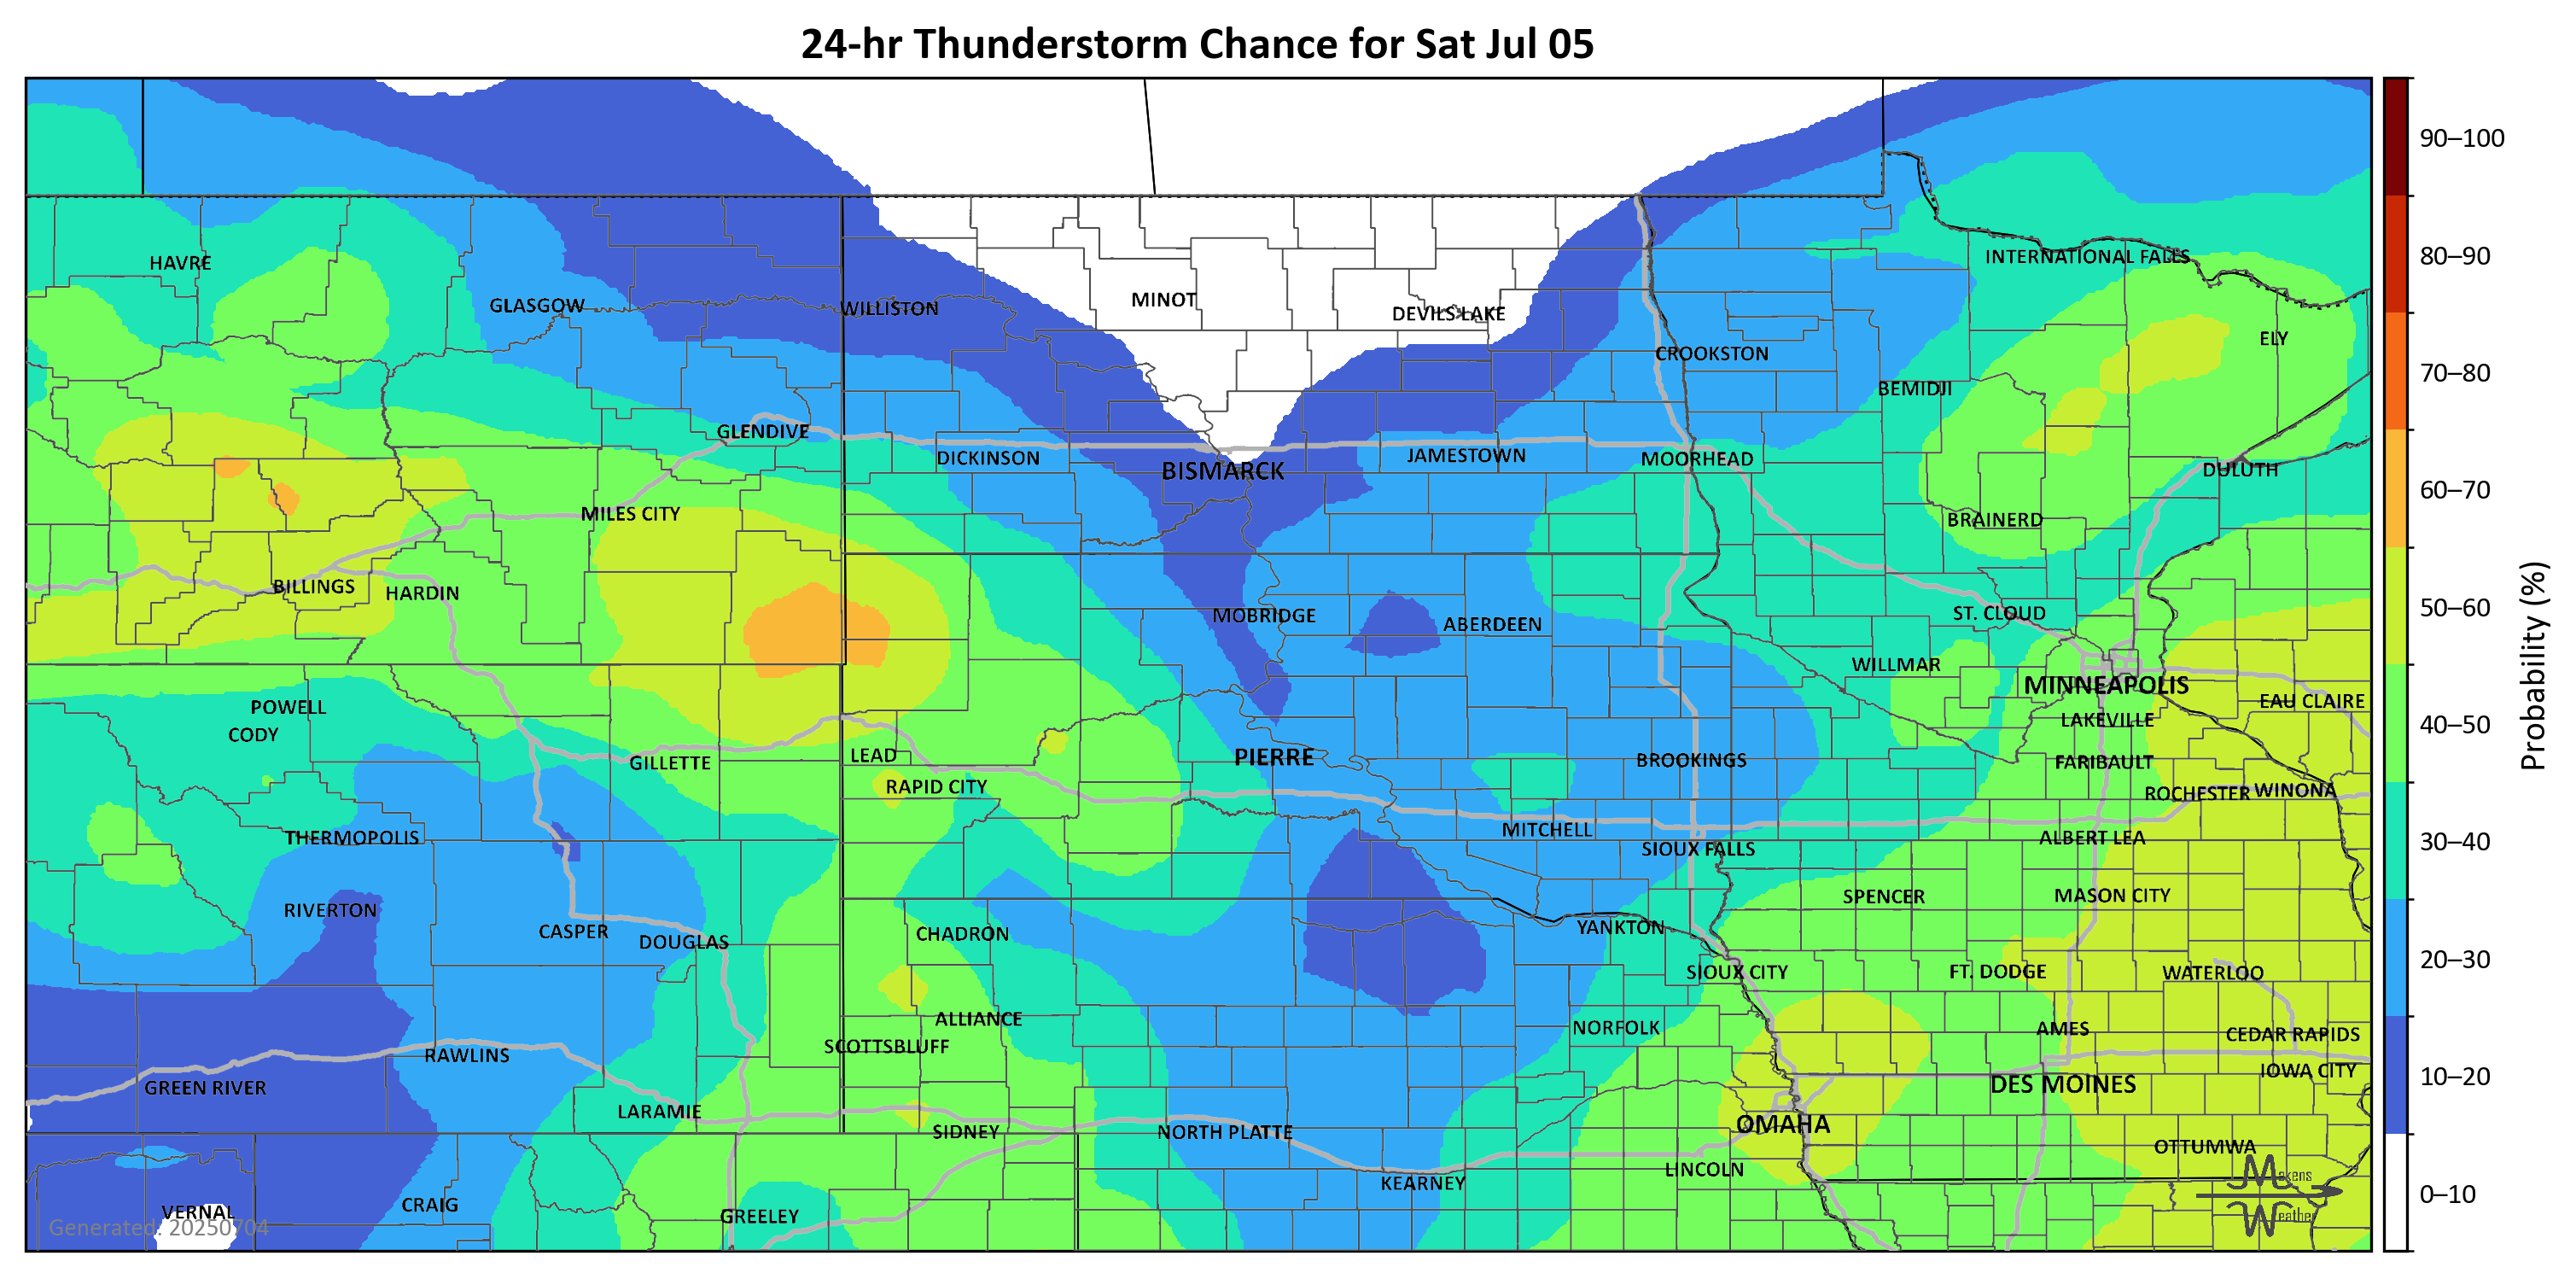 24-hr Thunderstorm Chance for Sat Jul 05
90–100
HAVRE
INTERNATIONAL FALLS
80–90
GLASGOW
WILLISTON
MINOT
DEVILS LAKE
ELY
CROOKSTON
70–80
BEMIDJI
GLENDIVE
DICKINSON
BISMARCK
JAMESTOWN
MOORHEAD
DULUTH
60–70
MILES CITY
BRAINERD
BILLINGS
HARDIN
MOBRIDGE
ABERDEEN
ST. CLOUD
50–60
WILLMAR
MINNEAPOLIS
Probability (%)
POWELL
EAU CLAIRE
CODY
LAKEVILLE
40–50
GILLETTE
LEAD
PIERRE
BROOKINGS
FARIBAULT
RAPID CITY
ROCHESTER
WINONA
THERMOPOLIS
MITCHELL
ALBERT LEA
30–40
SIOUX FALLS
RIVERTON
SPENCER
MASON CITY
CASPER
DOUGLAS
CHADRON
YANKTON
20–30
SIOUX CITY
FT. DODGE
WATERLOO
ALLIANCE
NORFOLK
AMES
CEDAR RAPIDS
RAWLINS
SCOTTSBLUFF
IOWA CITY
GREEN RIVER
DES MOINES
10–20
LARAMIE
SIDNEY
NORTH PLATTE
OMAHA
OTTUMWA
LINCOLN
KEARNEY
Makens
Weather
0–10
VERNAL
CRAIG
GREELEY
Generated: 20250704